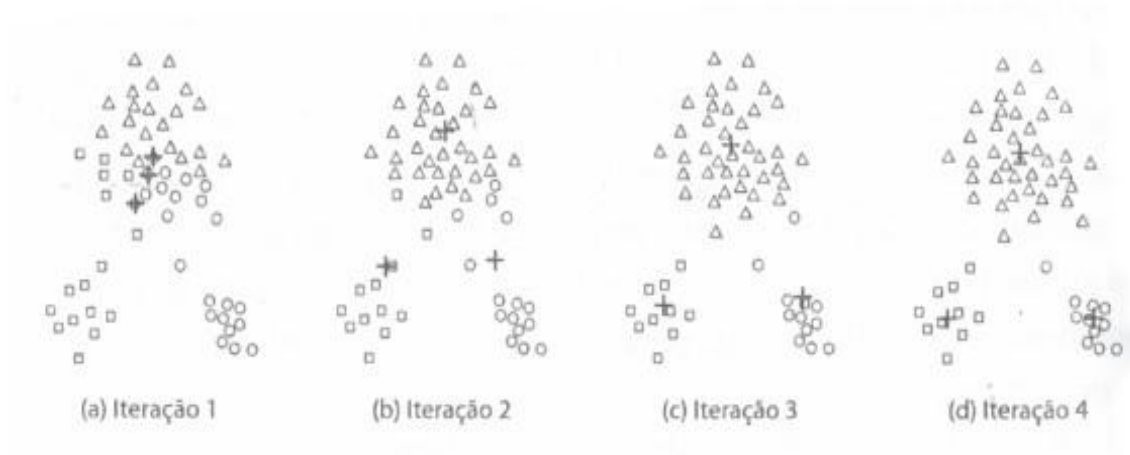 (a) Iteração 1
(b) Iteração 2
(c) Iteração 3
(d) Iteração 4